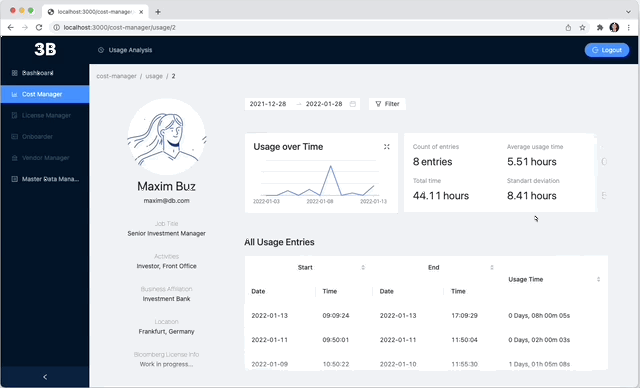 localhost:3000/cost-manager
localhost:3000/cost-manager/usage/2
3B
Usage Analysis
Logout
Dashboard
Cost Manager
License Manager
Onboarder
Vendor Manager
Master Data Mana...
cost-manager / usage / 2
2021-12-28 → 2022-01-28
Filter
Maxim Buz
maxim@db.com
Job Title
Senior Investment Manager
Activities
Investor, Front Office
Business Affiliation
Investment Bank
Location
Frankfurt, Germany
Bloomberg License Info
Work in progress...
Usage over Time
2022-01-03 2022-01-08 2022-01-13
Count of entries Average usage time
8 entries 5.51 hours
Total time Standart deviation
44.11 hours 8.41 hours
All Usage Entries
Start End Usage Time
Date Time Date Time
2022-01-13 09:09:24 2022-01-13 17:09:29 0 Days, 08h 00m 05s
2022-01-11 09:50:01 2022-01-11 11:50:04 0 Days, 02h 00m 03s
2022-01-09 10:50:22 2022-01-10 11:55:30 1 Days, 01h 05m 08s